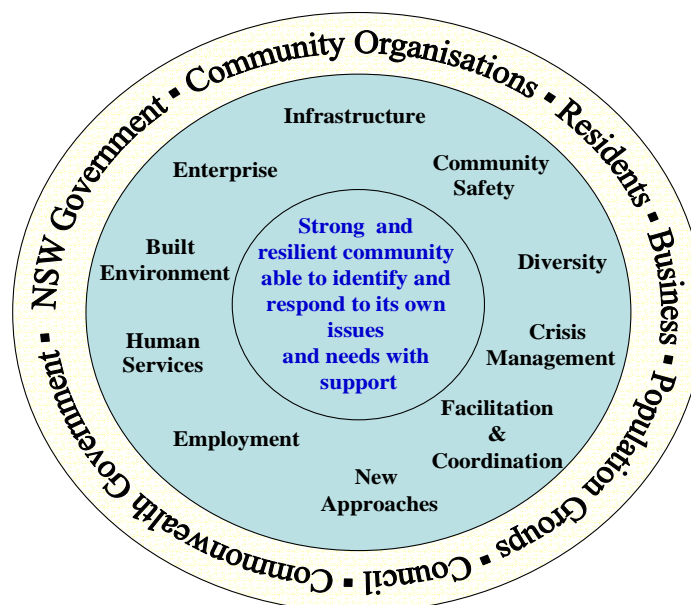 NSW Government ▪ Community Organisations ▪ Residents ▪ Business ▪ Population Groups ▪ Council ▪ Commonwealth Government ▪
Infrastructure
Community
Safety
Diversity
Crisis
Management
Facilitation
&
Coordination
New
Approaches
Employment
Human
Services
Built
Environment
Enterprise
Strong and
resilient community
able to identify and
respond to its own
issues
and needs with
support